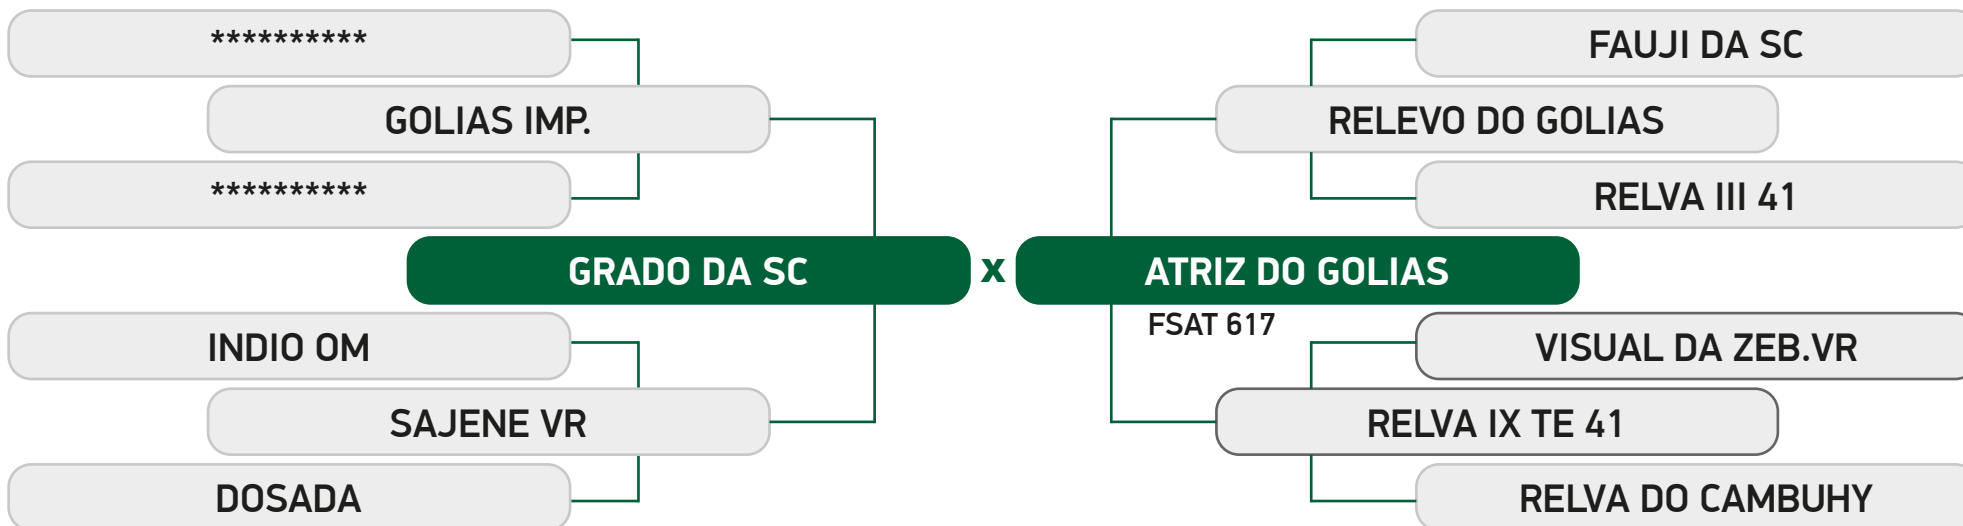 **********
FAUJI DA SC
GOLIAS IMP.
RELEVO DO GOLIAS
**********
RELVA III 41
GRADO DA SC
x
ATRIZ DO GOLIAS
FSAT 617
INDIO OM
VISUAL DA ZEB.VR
SAJENE VR
RELVA IX TE 41
DOSADA
RELVA DO CAMBUHY